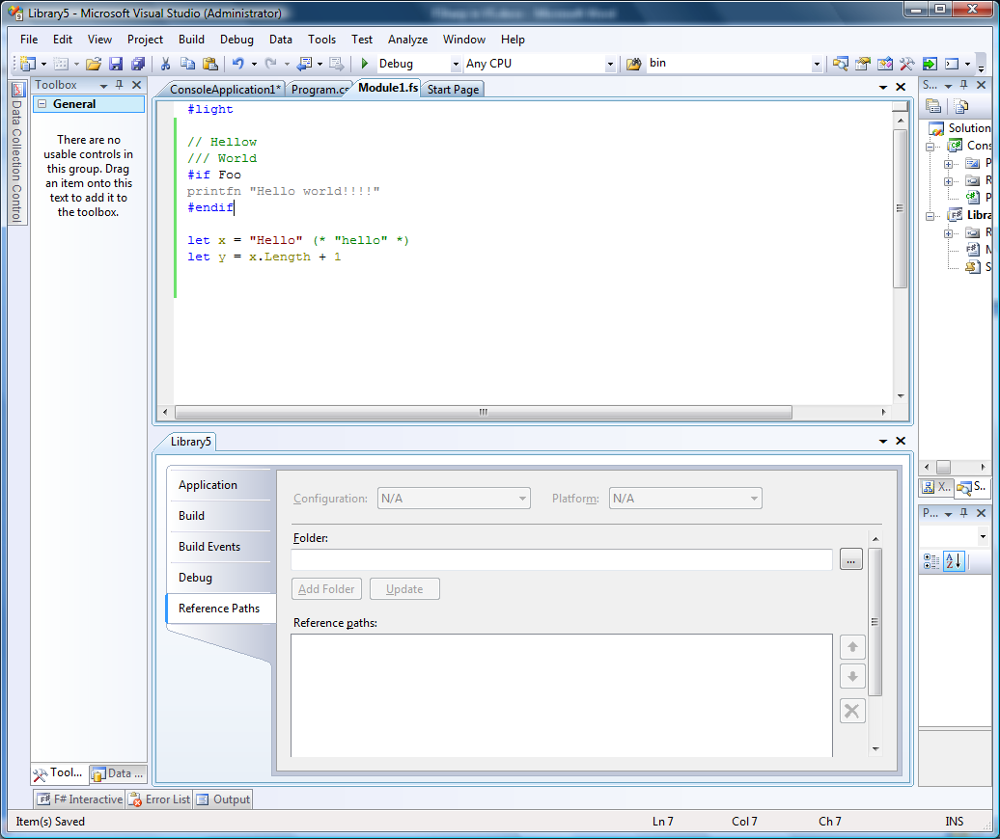 Library5 - Microsoft Visual Studio (Administrator)
File Edit View Project Build Debug Data Tools Test Analyze Window Help
Debug Any CPU bin
Toolbox
General
There are no
usable controls in
this group. Drag
an item onto this
text to add it to
the toolbox.
Data Collection Control
Tool... Data ...
ConsoleApplication1* Program.cs Module1.fs Start Page
#light
// Hellow
/// World
#if Foo
printfn "Hello world!!!!"
#endif
let x = "Hello" (* "hello" *)
let y = x.Length + 1
Library5
Application
Build
Build Events
Debug
Reference Paths
Configuration: N/A Platform: N/A
Folder:
...
Add Folder Update
Reference paths:
S...
Solution
Cons
P
R
P
Libra
R
M
S
X... S...
P...
F# Interactive Error List Output
Item(s) Saved Ln 7 Col 7 Ch 7 INS